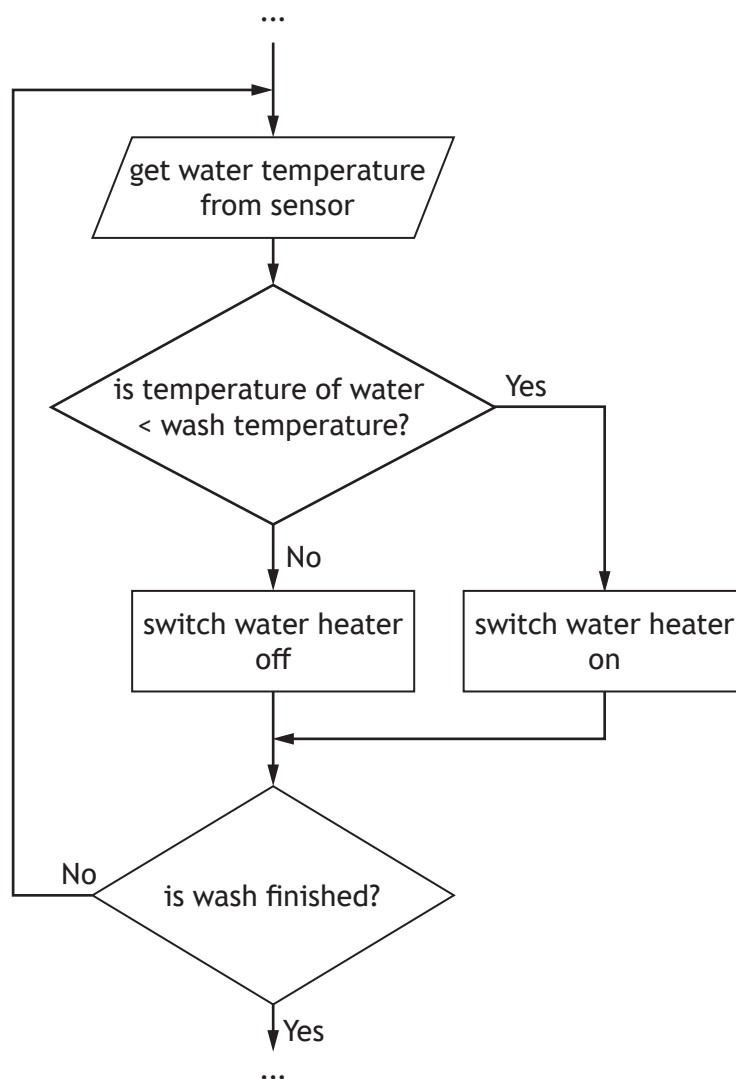 ...
get water temperature
from sensor
is temperature of water
< wash temperature?
Yes
No
switch water heater
off
switch water heater
on
No
is wash finished?
Yes
...